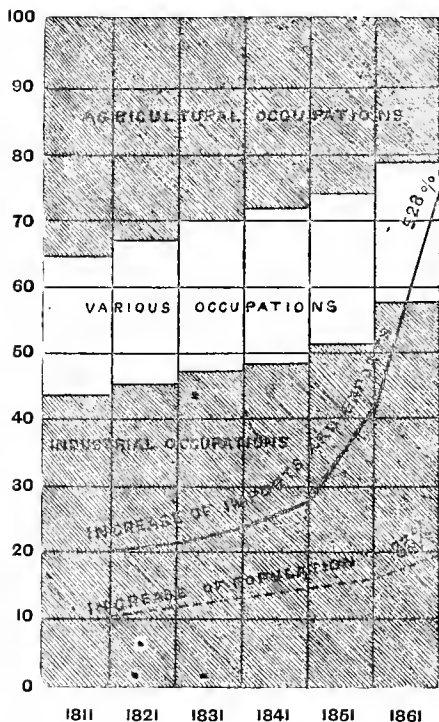 100
AGRICULTURAL OCCUPATIONS
90
80
70
VARIOUS OCCUPATIONS
60
50
40
INDUSTRIAL OCCUPATIONS
30
INCREASE OF IMPORTS AND
20
INCREASE OF POPULATION
10
0
1811 1821 1831 1841 1851 1861